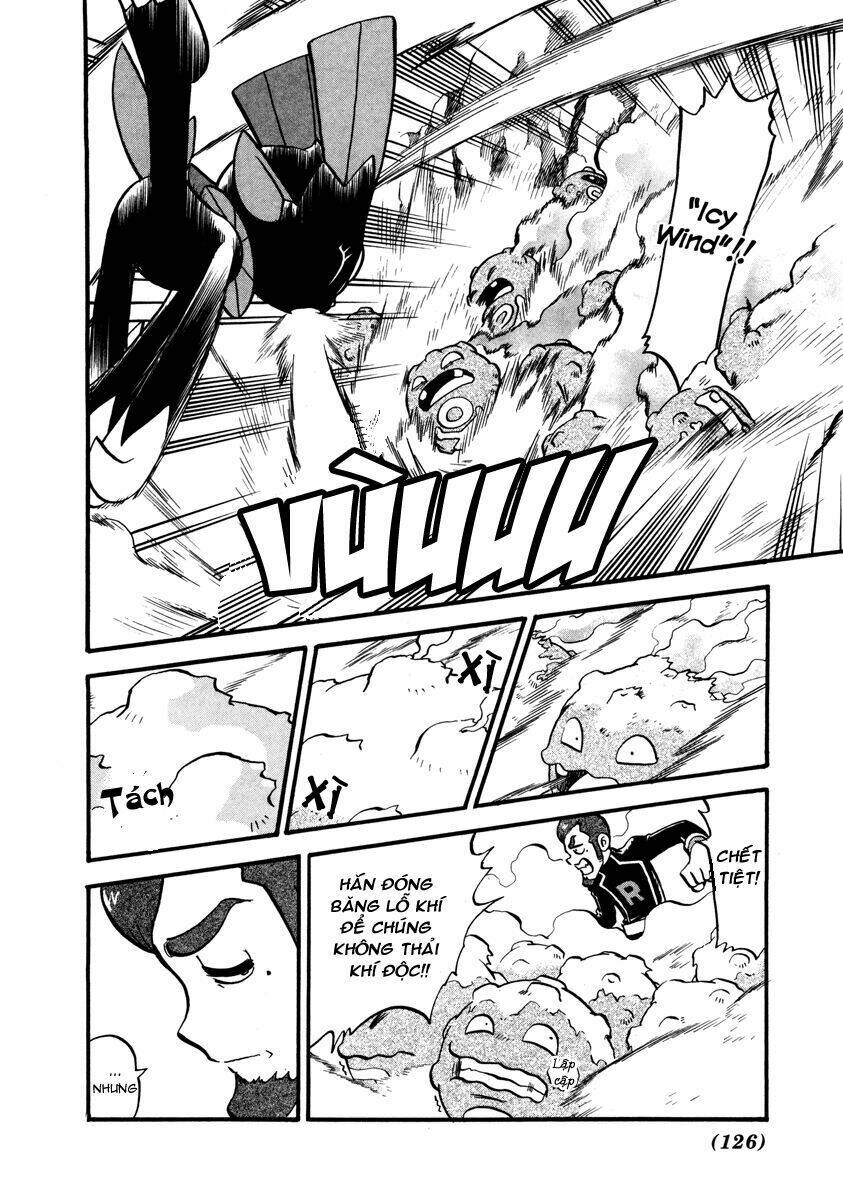 "Icy
Wind"!!
VÙUUU
Tách
Xì
Xì
CHẾT
TIỆT!
HẮN ĐÓNG
BĂNG LỖ KHÍ
ĐỂ CHÚNG
KHÔNG THẢI
KHÍ ĐỘC!!
R
Lập
cập
...
NHƯNG
(126)